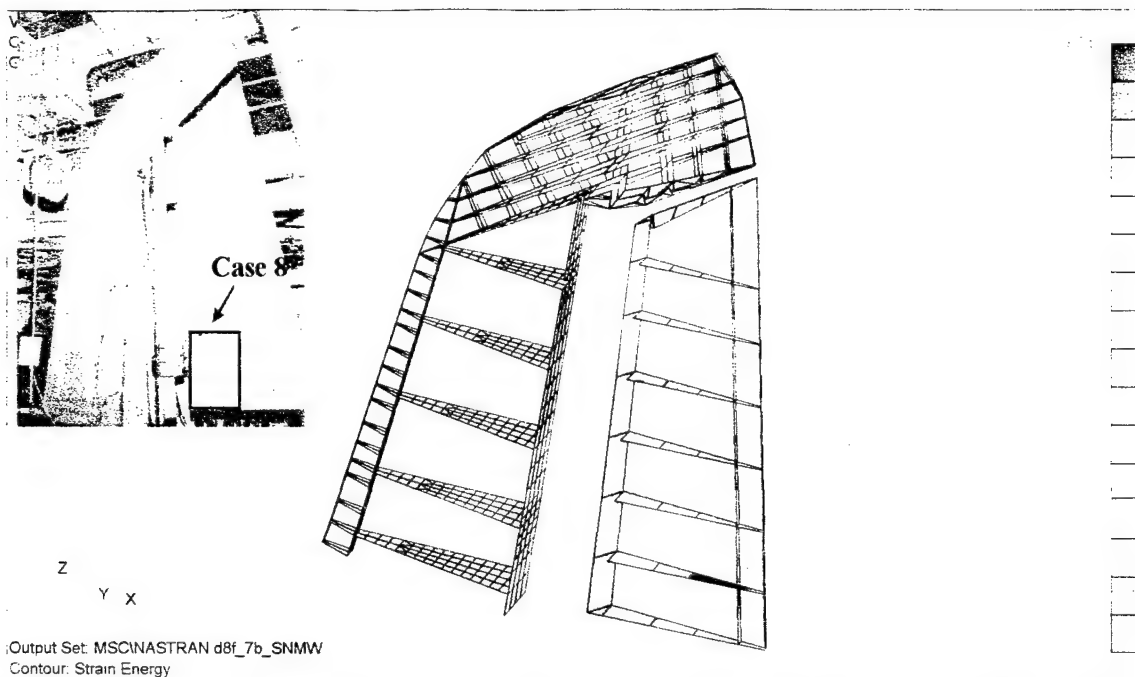 V
C
C
Case 8
Z
Y X
Output Set: MSC\NASTRAN d8f_7b_SNMW
Contour: Strain Energy